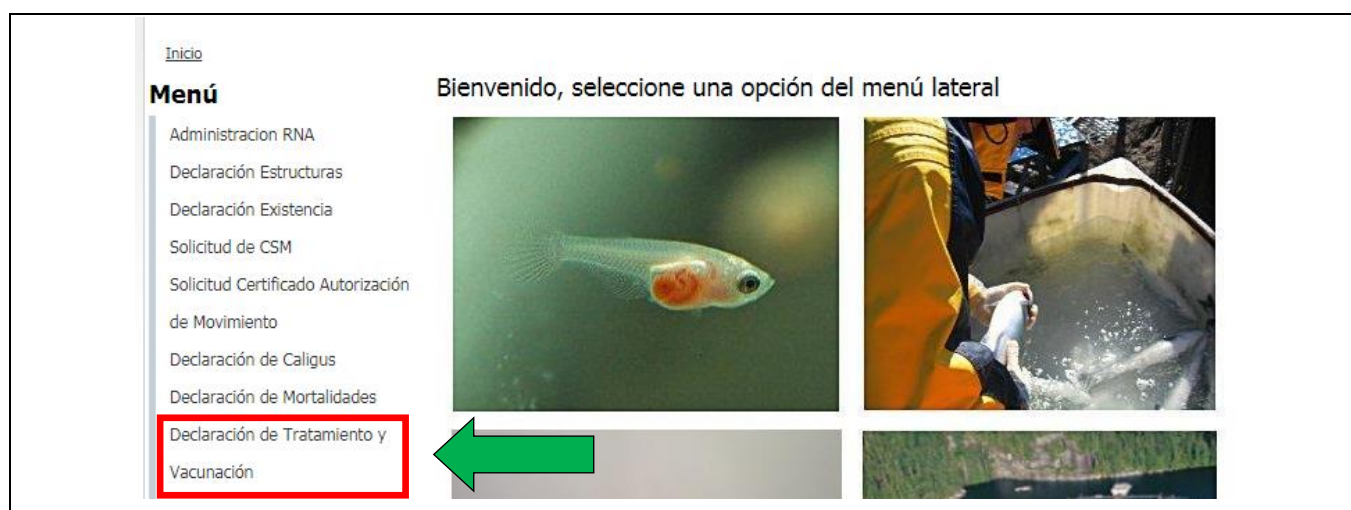 Inicio
Menú
Bienvenido, seleccione una opción del menú lateral
Administracion RNA
Declaración Estructuras
Declaración Existencia
Solicitud de CSM
Solicitud Certificado Autorización
de Movimiento
Declaración de Caligus
Declaración de Mortalidades
Declaración de Tratamiento y
Vacunación